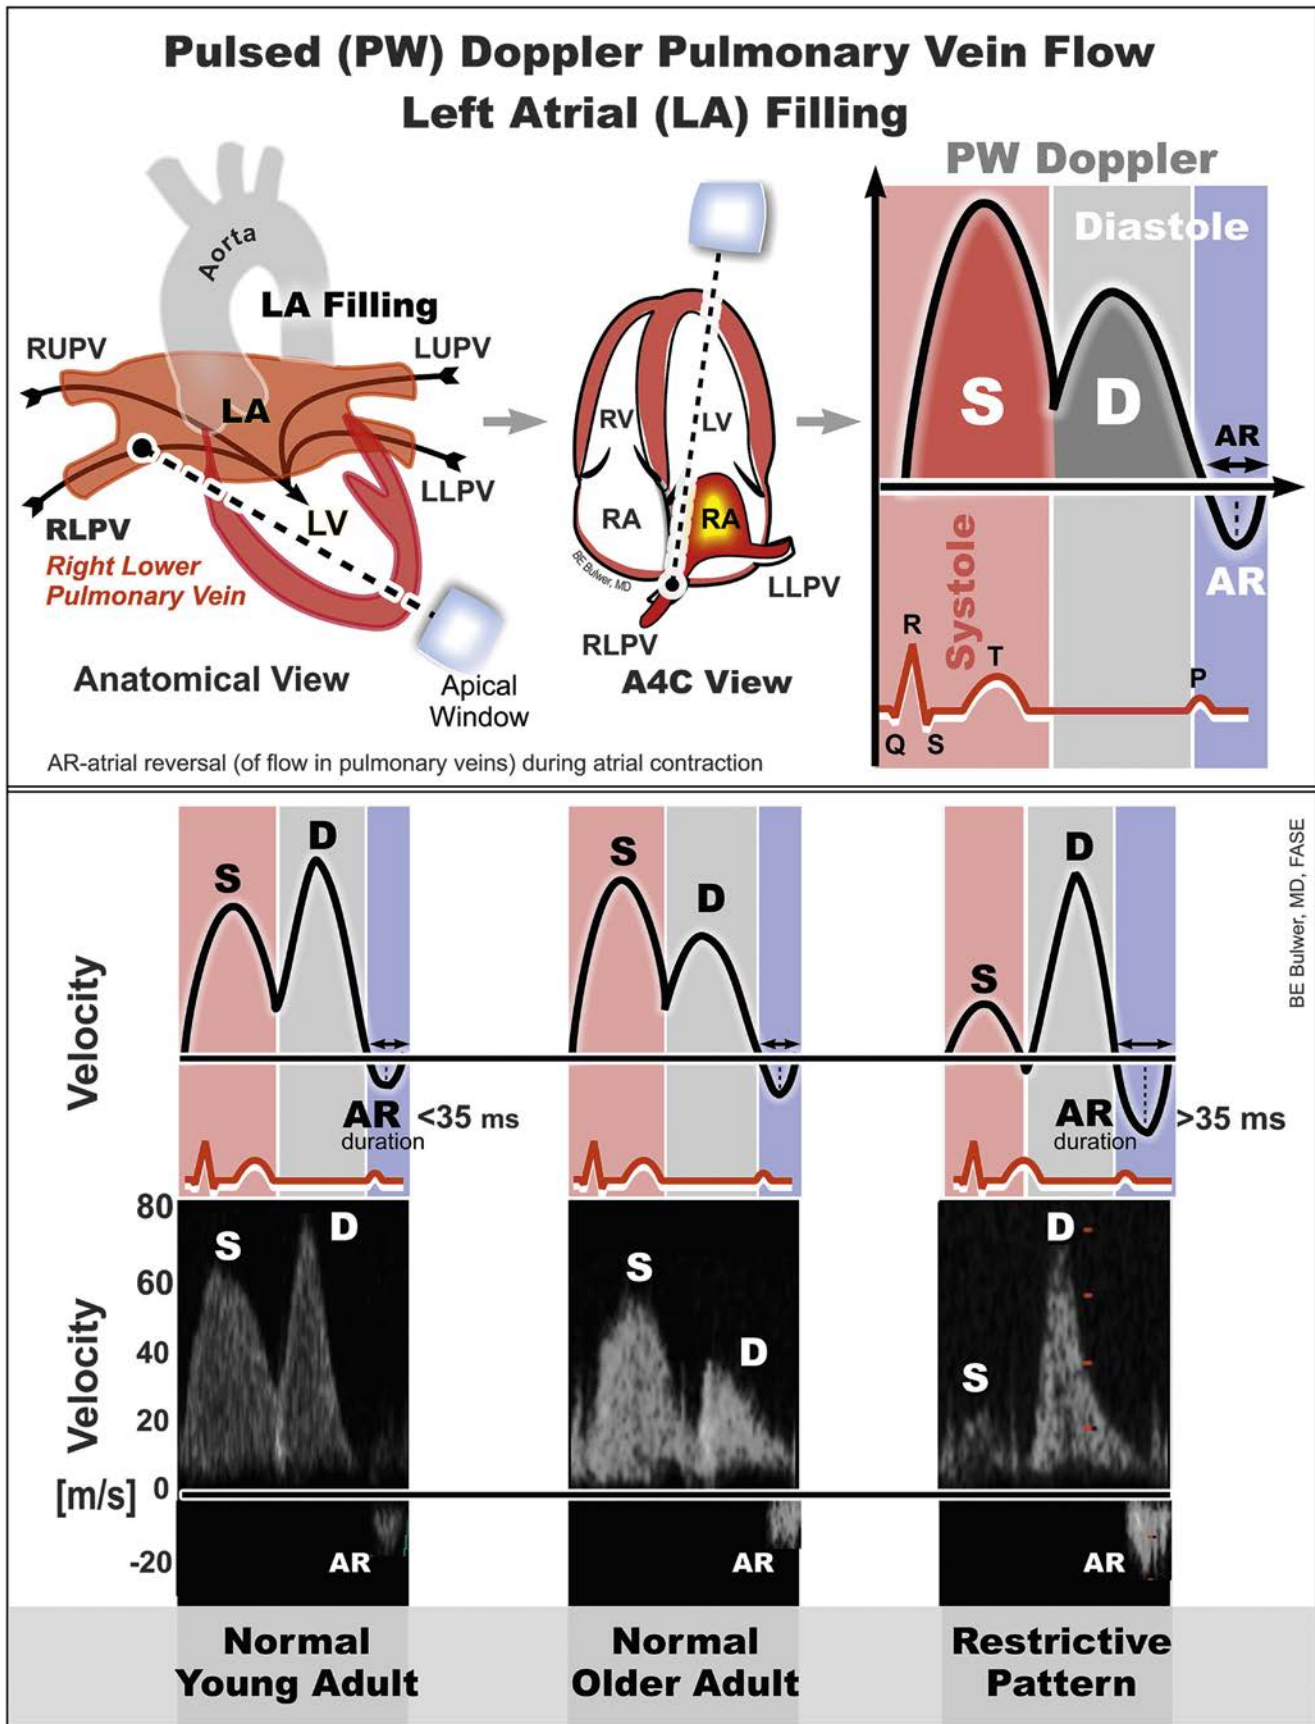 Pulsed (PW) Doppler Pulmonary Vein Flow
Left Atrial (LA) Filling
PW Doppler
Aorta
LA Filling
RUPV
LUPV
LA
LLPV
LV
RLPV
Right Lower
Pulmonary Vein
Anatomical View
Apical
Window
RV
LV
RA
RA
BE Bulwer, MD
LLPV
RLPV
A4C View
Diastole
S
D
AR
AR
Systole
R
T
P
Q
S
AR-atrial reversal (of flow in pulmonary veins) during atrial contraction
BE Bulwer, MD, FASE
Velocity
S
D
AR
duration
<35 ms
S
D
S
D
AR
duration
>35 ms
Velocity
[m/s]
80
60
40
20
0
-20
S
D
AR
S
D
AR
S
D
AR
Normal
Young Adult
Normal
Older Adult
Restrictive
Pattern